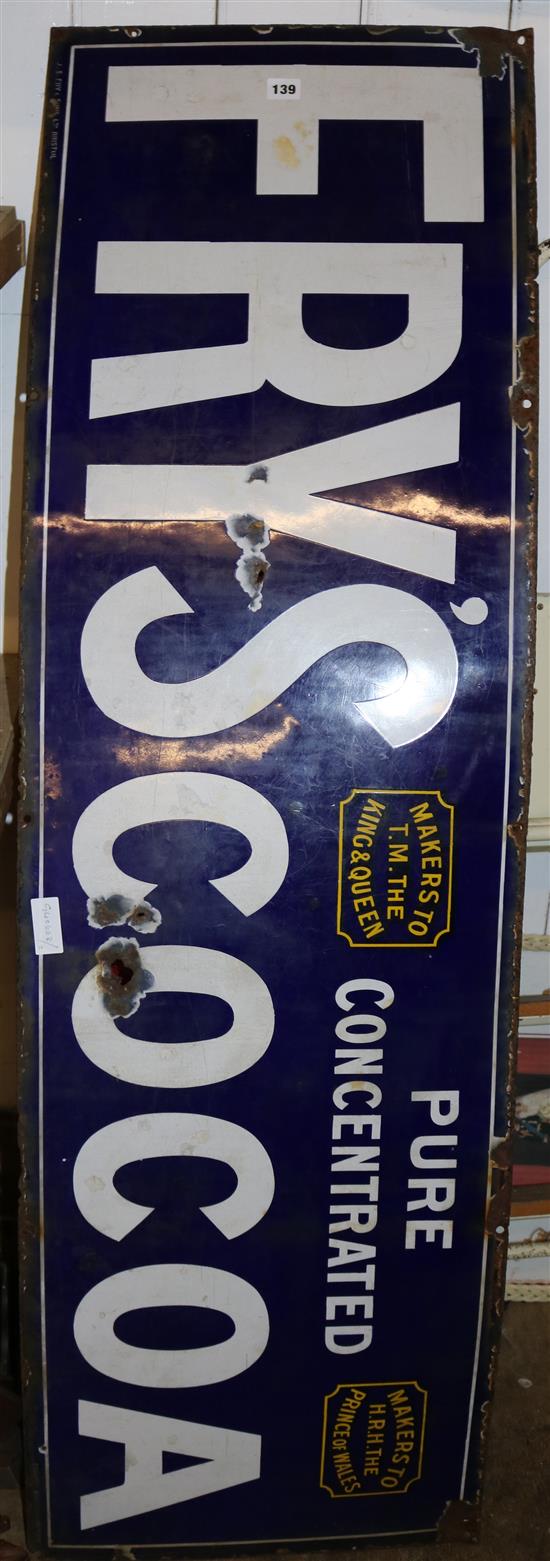 139
FRY'S COCOA
PURE
CONCENTRATED
MAKERS TO
T.M. THE
KING & QUEEN
MAKERS TO
H.R.H. THE
PRINCE OF WALES